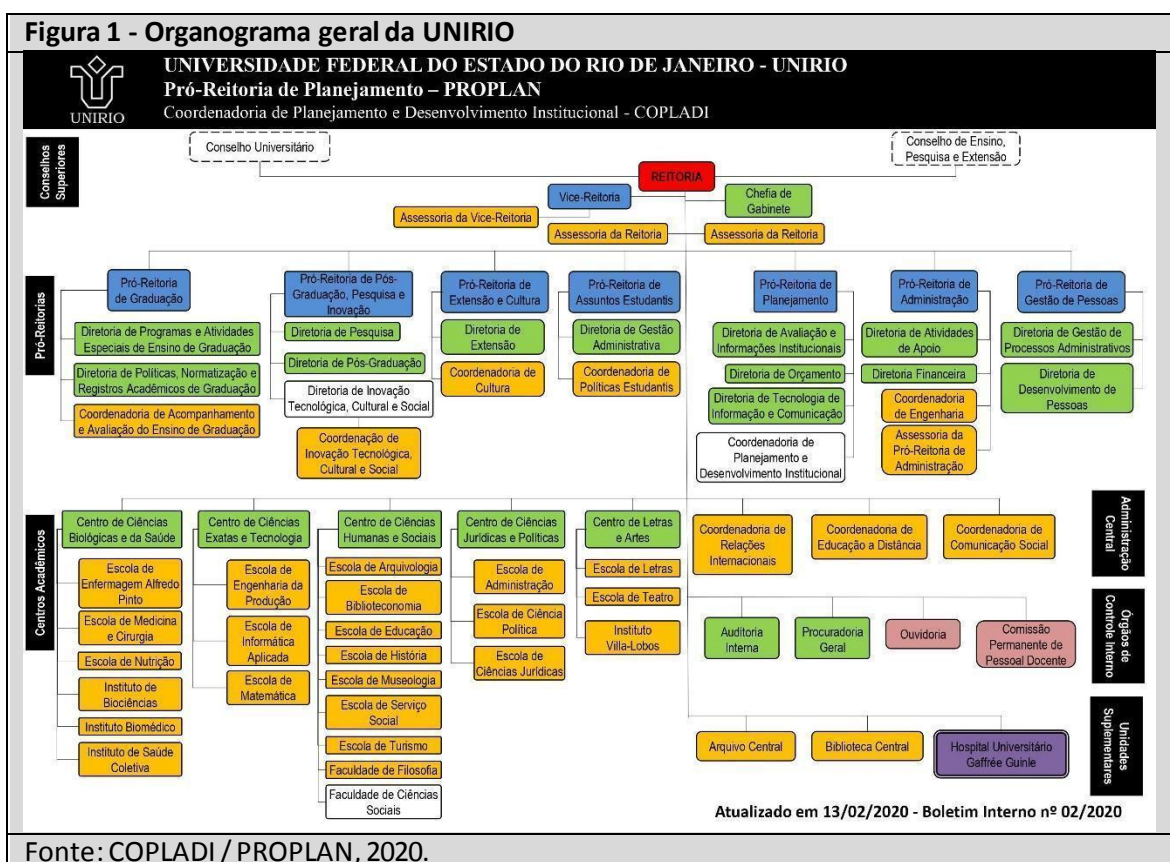 Figura 1 - Organograma geral da UNIRIO
UNIVERSIDADE FEDERAL DO ESTADO DO RIO DE JANEIRO - UNIRIO
Pró-Reitoria de Planejamento – PROPLAN
Coordenadoria de Planejamento e Desenvolvimento Institucional - COPLADI
UNIRIO
Conselhos
Superiores
Conselho Universitário
Conselho de Ensino,
Pesquisa e Extensão
REITORIA
Vice-Reitoria
Chefia de
Gabinete
Assessoria da Vice-Reitoria
Assessoria da Reitoria
Assessoria da Reitoria
Pró-Reitorias
Pró-Reitoria
de Graduação
Diretoria de Programas e Atividades
Especiais de Ensino de Graduação
Diretoria de Políticas, Normatização e
Registros Acadêmicos de Graduação
Coordenadoria de Acompanhamento
e Avaliação do Ensino de Graduação
Pró-Reitoria de Pós-
Graduação, Pesquisa e
Inovação
Diretoria de Pesquisa
Diretoria de Pós-Graduação
Diretoria de Inovação
Tecnológica, Cultural e Social
Coordenação de
Inovação Tecnológica,
Cultural e Social
Pró-Reitoria de
Extensão e Cultura
Diretoria de
Extensão
Coordenadoria de
Cultura
Pró-Reitoria de
Assuntos Estudantis
Diretoria de Gestão
Administrativa
Coordenadoria de
Políticas Estudantis
Pró-Reitoria de
Planejamento
Diretoria de Avaliação e
Informações Institucionais
Diretoria de Orçamento
Diretoria de Tecnologia de
Informação e Comunicação
Coordenadoria de
Planejamento e
Desenvolvimento Institucional
Pró-Reitoria de
Administração
Diretoria de Atividades
de Apoio
Diretoria Financeira
Coordenadoria
de Engenharia
Assessoria da
Pró-Reitoria de
Administração
Pró-Reitoria de
Gestão de Pessoas
Diretoria de Gestão de
Processos Administrativos
Diretoria de
Desenvolvimento de
Pessoas
Centros Acadêmicos
Centro de Ciências
Biológicas e da Saúde
Escola de
Enfermagem Alfredo
Pinto
Escola de Medicina
e Cirurgia
Escola de Nutrição
Instituto de
Biociências
Instituto Biomédico
Instituto de Saúde
Coletiva
Centro de Ciências
Exatas e Tecnologia
Escola de
Engenharia da
Produção
Escola de
Informática
Aplicada
Escola de
Matemática
Centro de Ciências
Humanas e Sociais
Escola de Arquivologia
Escola de
Biblioteconomia
Escola de Educação
Escola de História
Escola de Museologia
Escola de Serviço
Social
Escola de Turismo
Faculdade de Filosofia
Faculdade de Ciências
Sociais
Centro de Ciências
Jurídicas e Políticas
Escola de
Administração
Escola de Ciência
Política
Escola de
Ciências Jurídicas
Centro de Letras
e Artes
Escola de Letras
Escola de Teatro
Instituto
Villa-Lobos
Coordenadoria de
Relações
Internacionais
Coordenadoria de
Educação a Distância
Coordenadoria de
Comunicação Social
Administração
Central
Auditoria
Interna
Procuradoria
Geral
Ouvidoria
Comissão
Permanente de
Pessoal Docente
Órgãos de
Controle Interno
Arquivo Central
Biblioteca Central
Hospital Universitário
Gaffrée Guinle
Unidades
Suplementares
Atualizado em 13/02/2020 - Boletim Interno nº 02/2020
Fonte: COPLADI / PROPLAN, 2020.